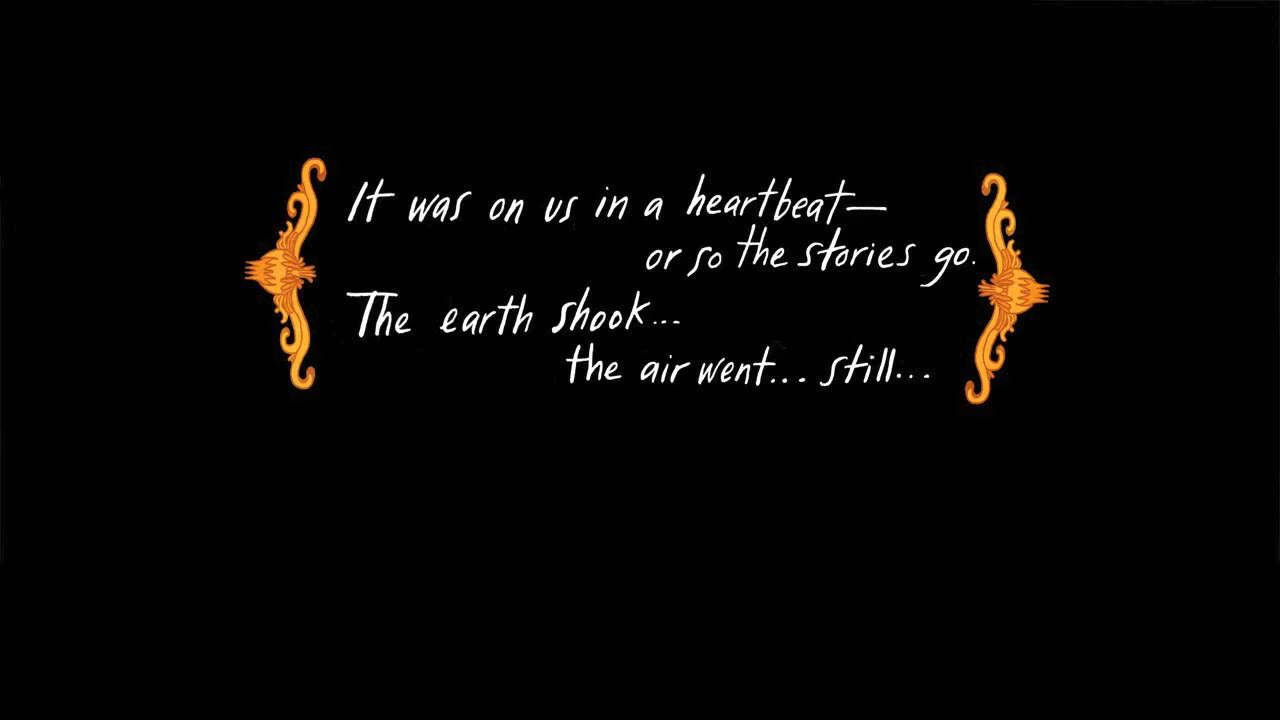 It was on us in a heartbeat—
or so the stories go.
The earth shook...
the air went... still...